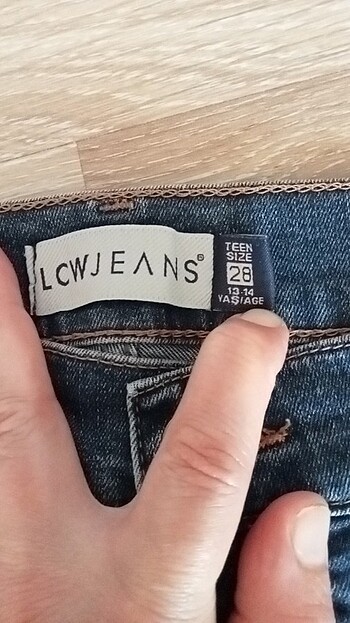 LCWJEANS®
TEEN
SIZE
28
13-14
YAŞ/AGE